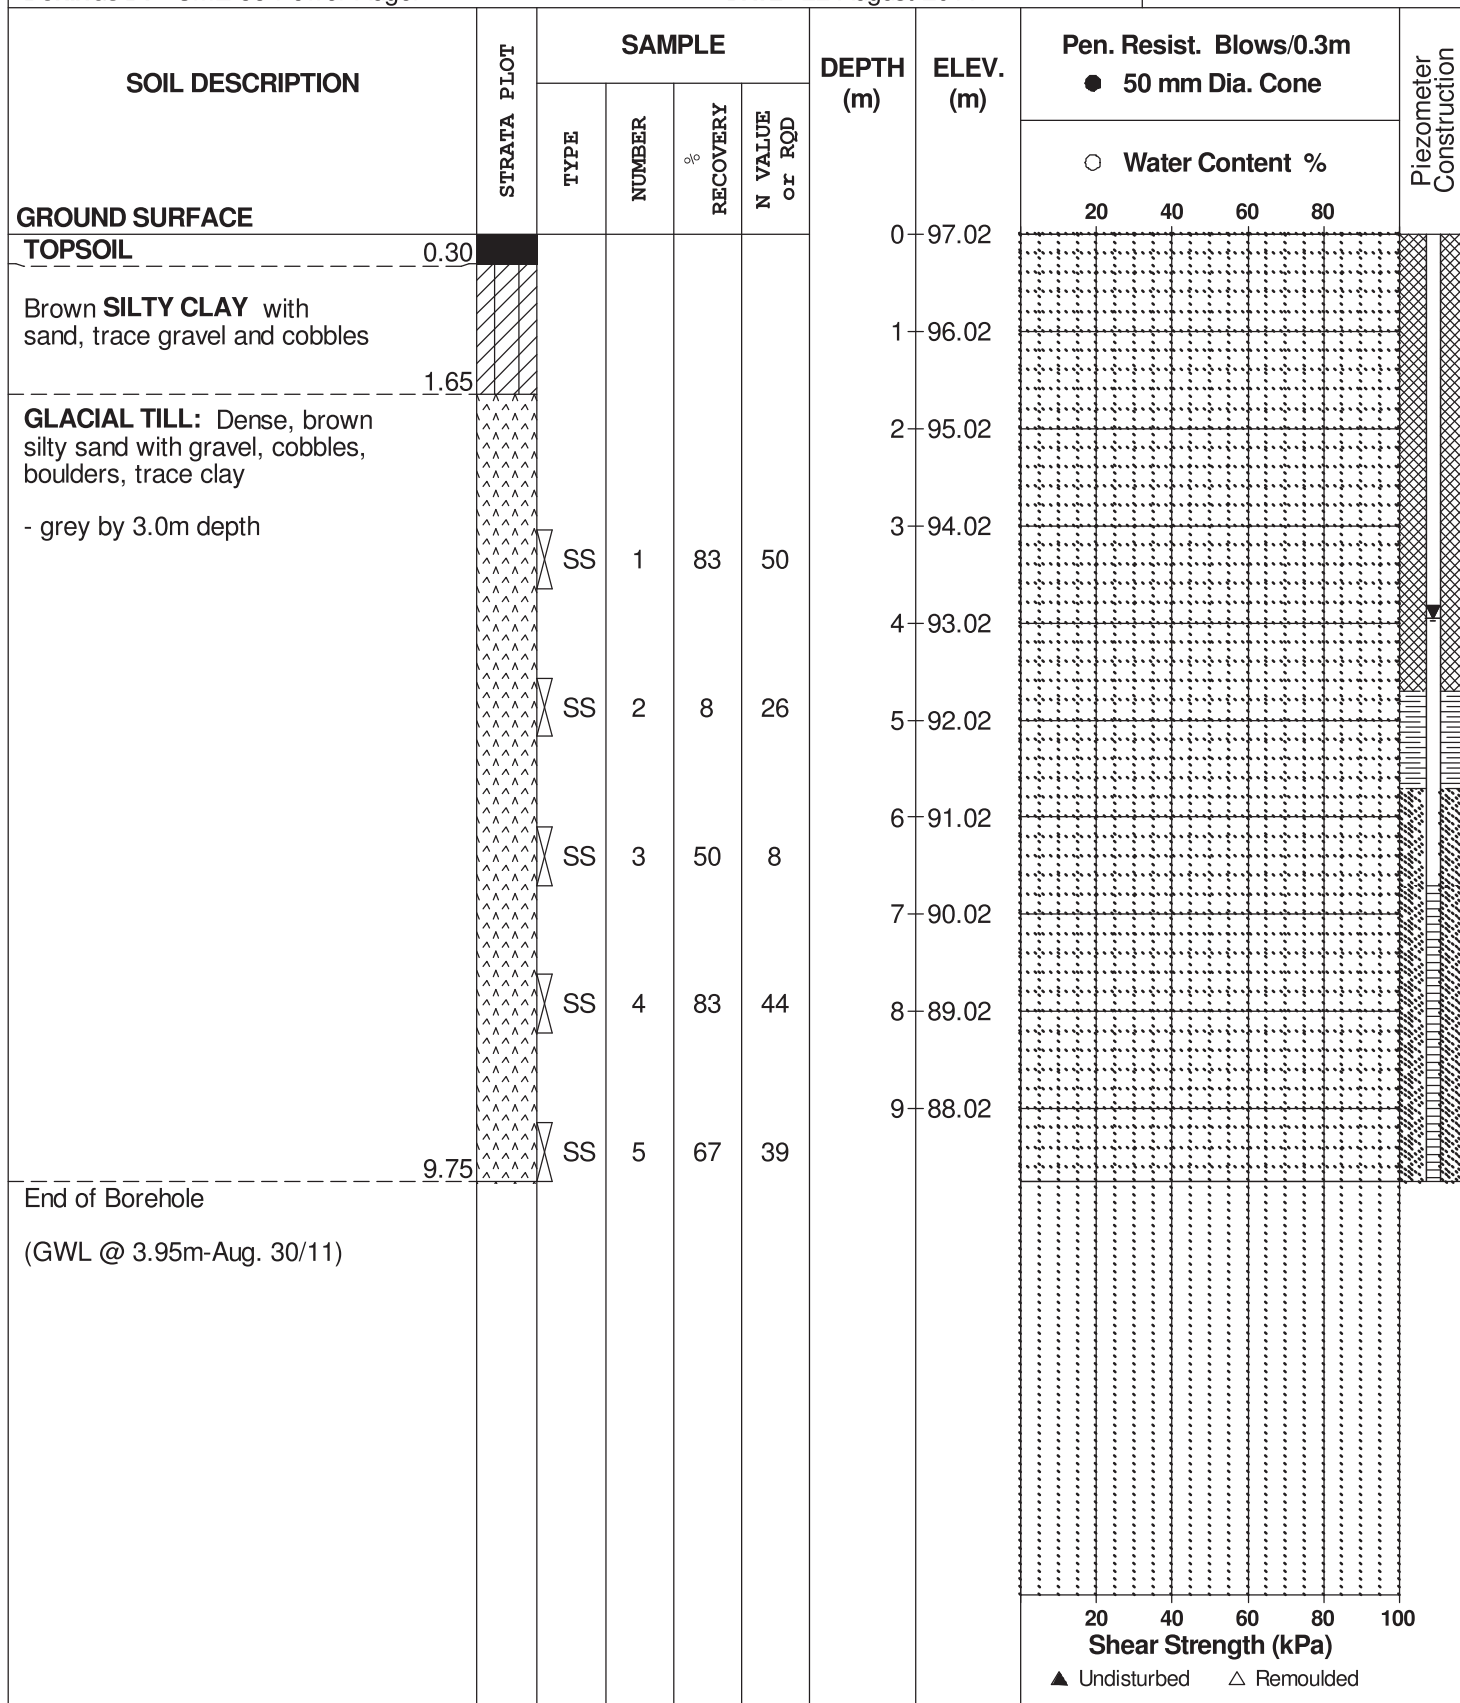 SOIL DESCRIPTION
STRATA PLOT
SAMPLE
TYPE
NUMBER
% RECOVERY
N VALUE or RQD
DEPTH
(m)
ELEV.
(m)
Pen. Resist. Blows/0.3m
● 50 mm Dia. Cone
○ Water Content %
20 40 60 80
Piezometer
Construction
GROUND SURFACE
TOPSOIL 0.30
0 97.02
Brown SILTY CLAY with
sand, trace gravel and cobbles
1 96.02
1.65
GLACIAL TILL: Dense, brown
silty sand with gravel, cobbles,
boulders, trace clay
2 95.02
- grey by 3.0m depth
3 94.02
SS 1 83 50
4 93.02
SS 2 8 26
5 92.02
6 91.02
SS 3 50 8
7 90.02
SS 4 83 44
8 89.02
9 88.02
SS 5 67 39
9.75
End of Borehole
(GWL @ 3.95m-Aug. 30/11)
20 40 60 80 100
Shear Strength (kPa)
▲ Undisturbed △ Remoulded